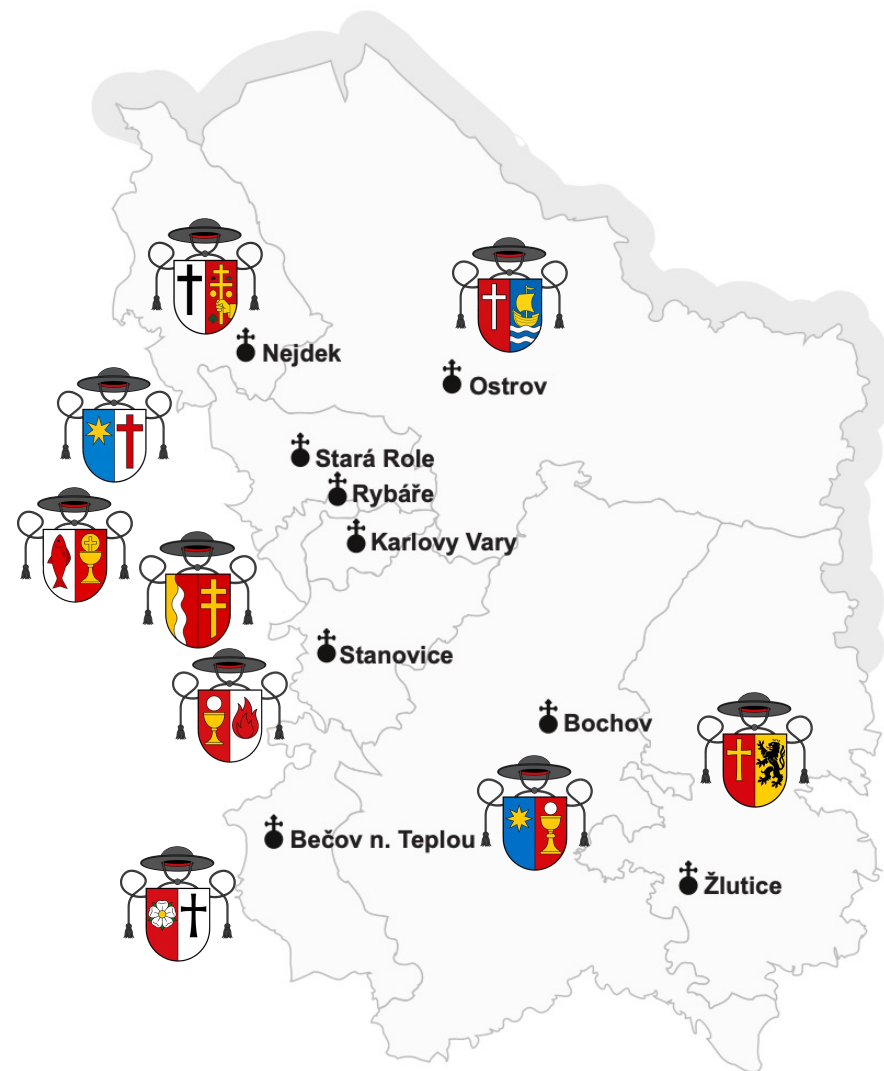 Nejdek
Ostrov
Stará Role
Rybáře
Karlovy Vary
Stanovice
Bochov
Bečov n. Teplou
Žlutice